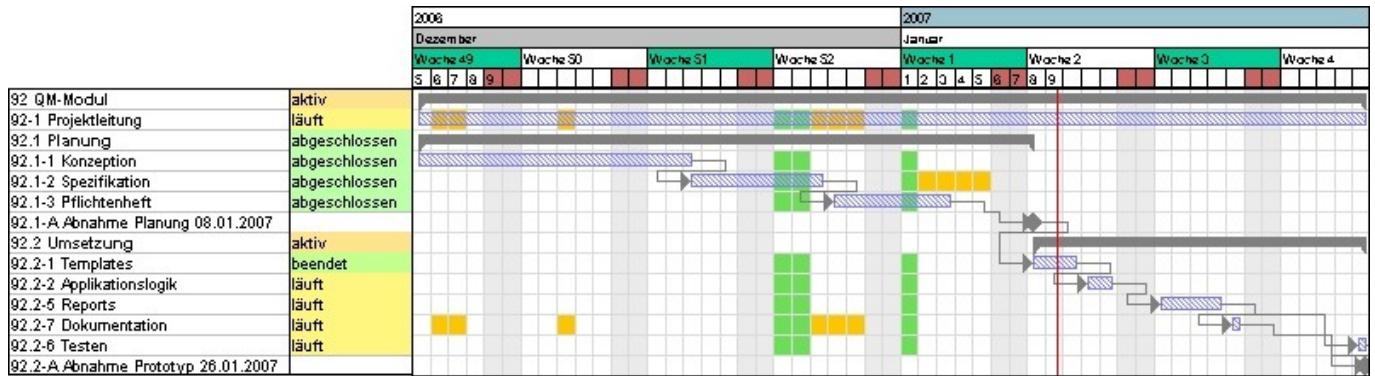 2006 2007
Dezember Januar
Woche 49 Woche 50 Woche 51 Woche 52 Woche 1 Woche 2 Woche 3 Woche 4
5 6 7 8 9 1 2 3 4 5 6 7 8 9
92 QM-Modul aktiv
92-1 Projektleitung läuft
92.1 Planung abgeschlossen
92.1-1 Konzeption abgeschlossen
92.1-2 Spezifikation abgeschlossen
92.1-3 Pflichtenheft abgeschlossen
92.1-A Abnahme Planung 08.01.2007
92.2 Umsetzung aktiv
92.2-1 Templates beendet
92.2-2 Applikationslogik läuft
92.2-5 Reports läuft
92.2-7 Dokumentation läuft
92.2-6 Testen läuft
92.2-A Abnahme Prototyp 26.01.2007